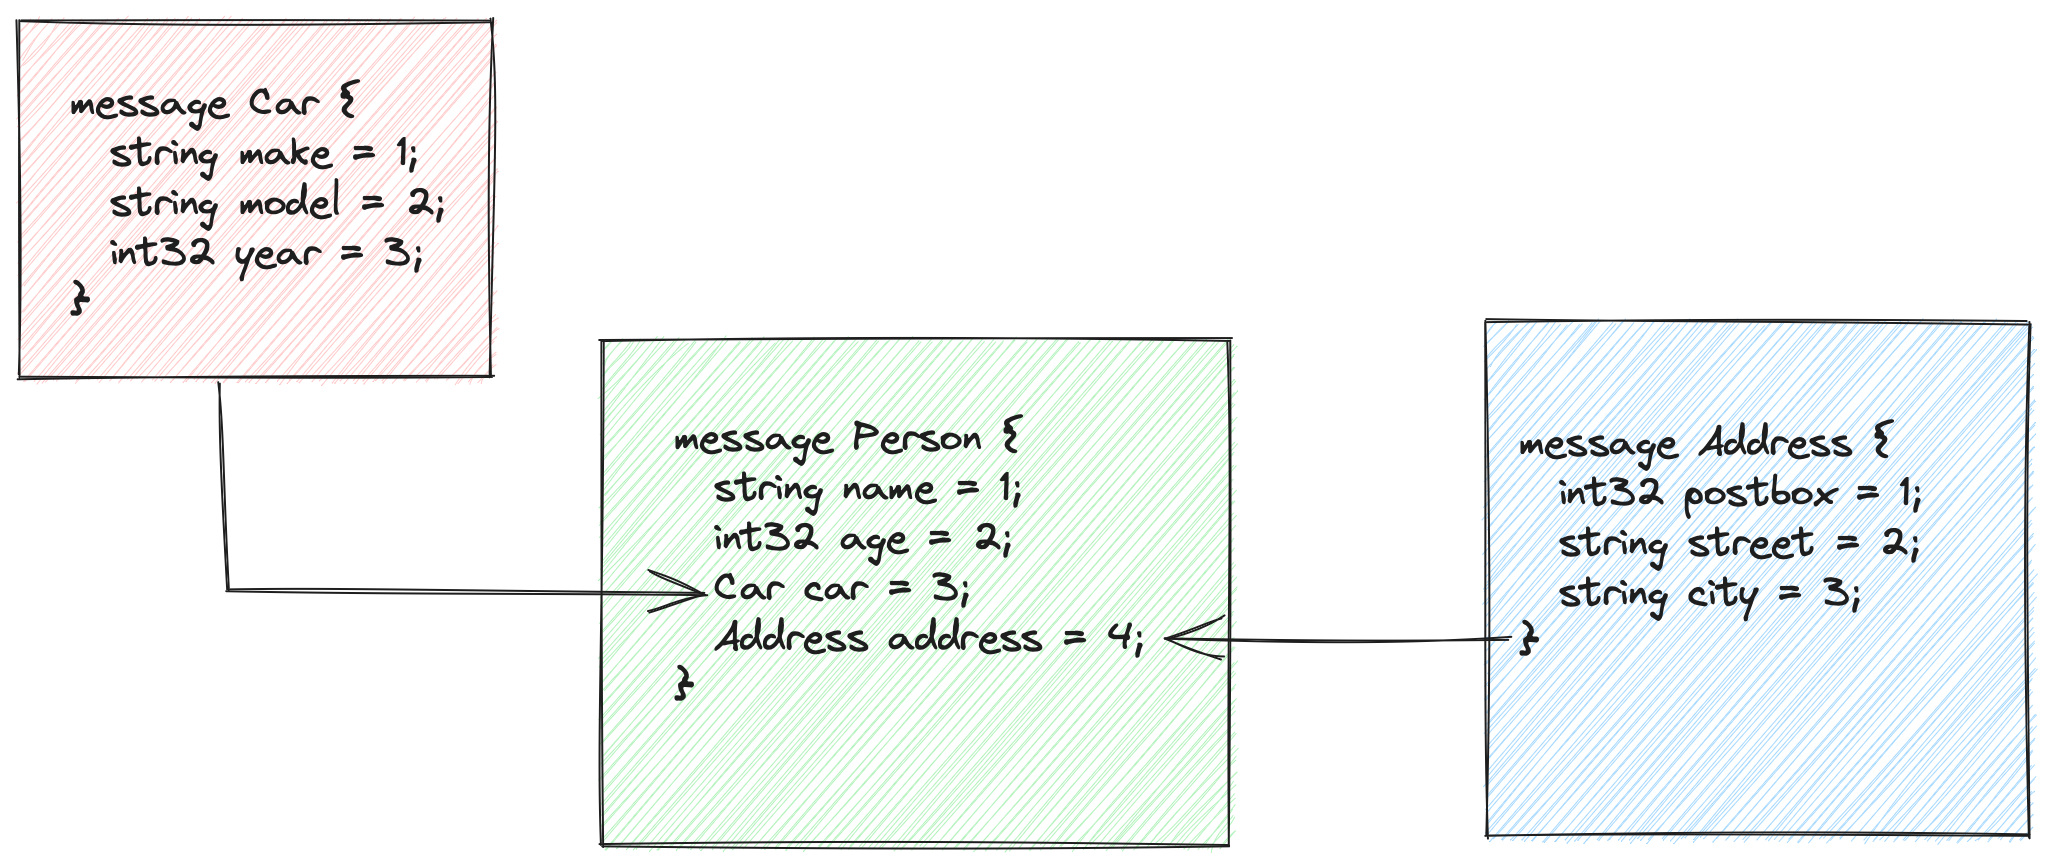 message Car {
string make = 1;
string model = 2;
int32 year = 3;
}
message Person {
string name = 1;
int32 age = 2;
Car car = 3;
Address address = 4;
}
message Address {
int32 postbox = 1;
string street = 2;
string city = 3;
}